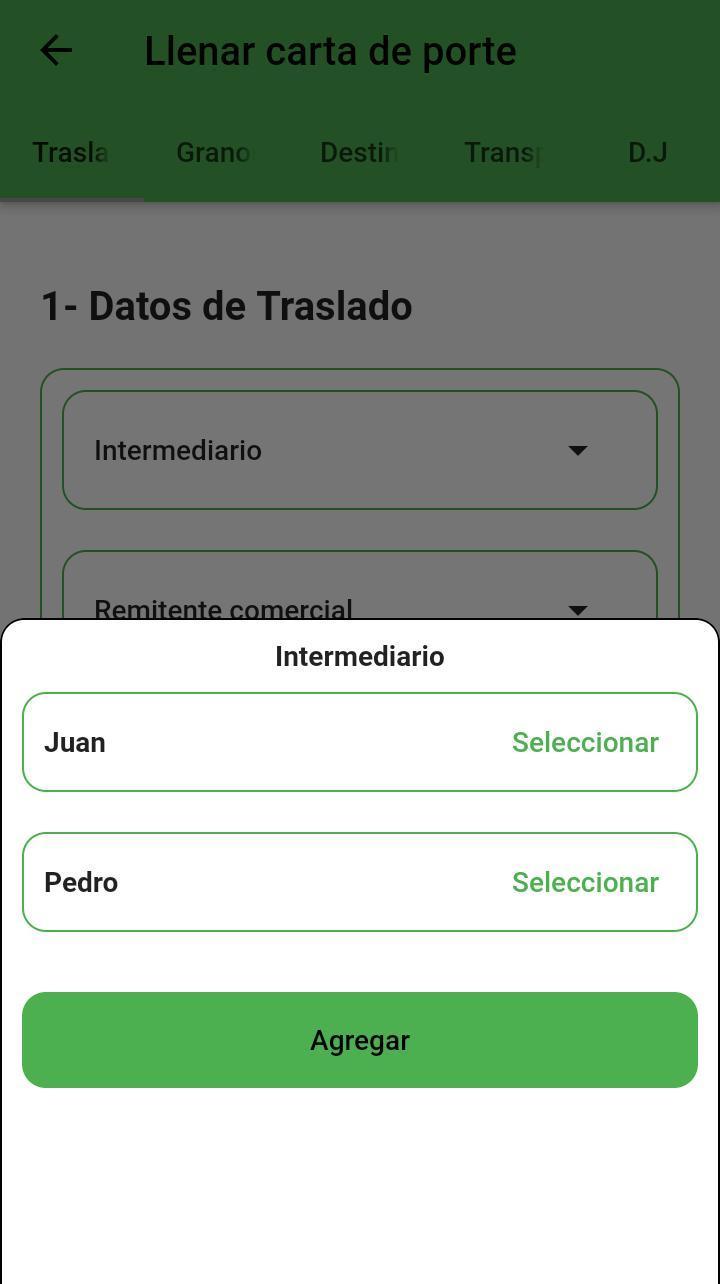 Llenar carta de porte
Trasla
Grano
Destin
Transp
D.J
1- Datos de Traslado
Intermediario
Remitente comercial
Intermediario
Juan Seleccionar
Pedro Seleccionar
Agregar